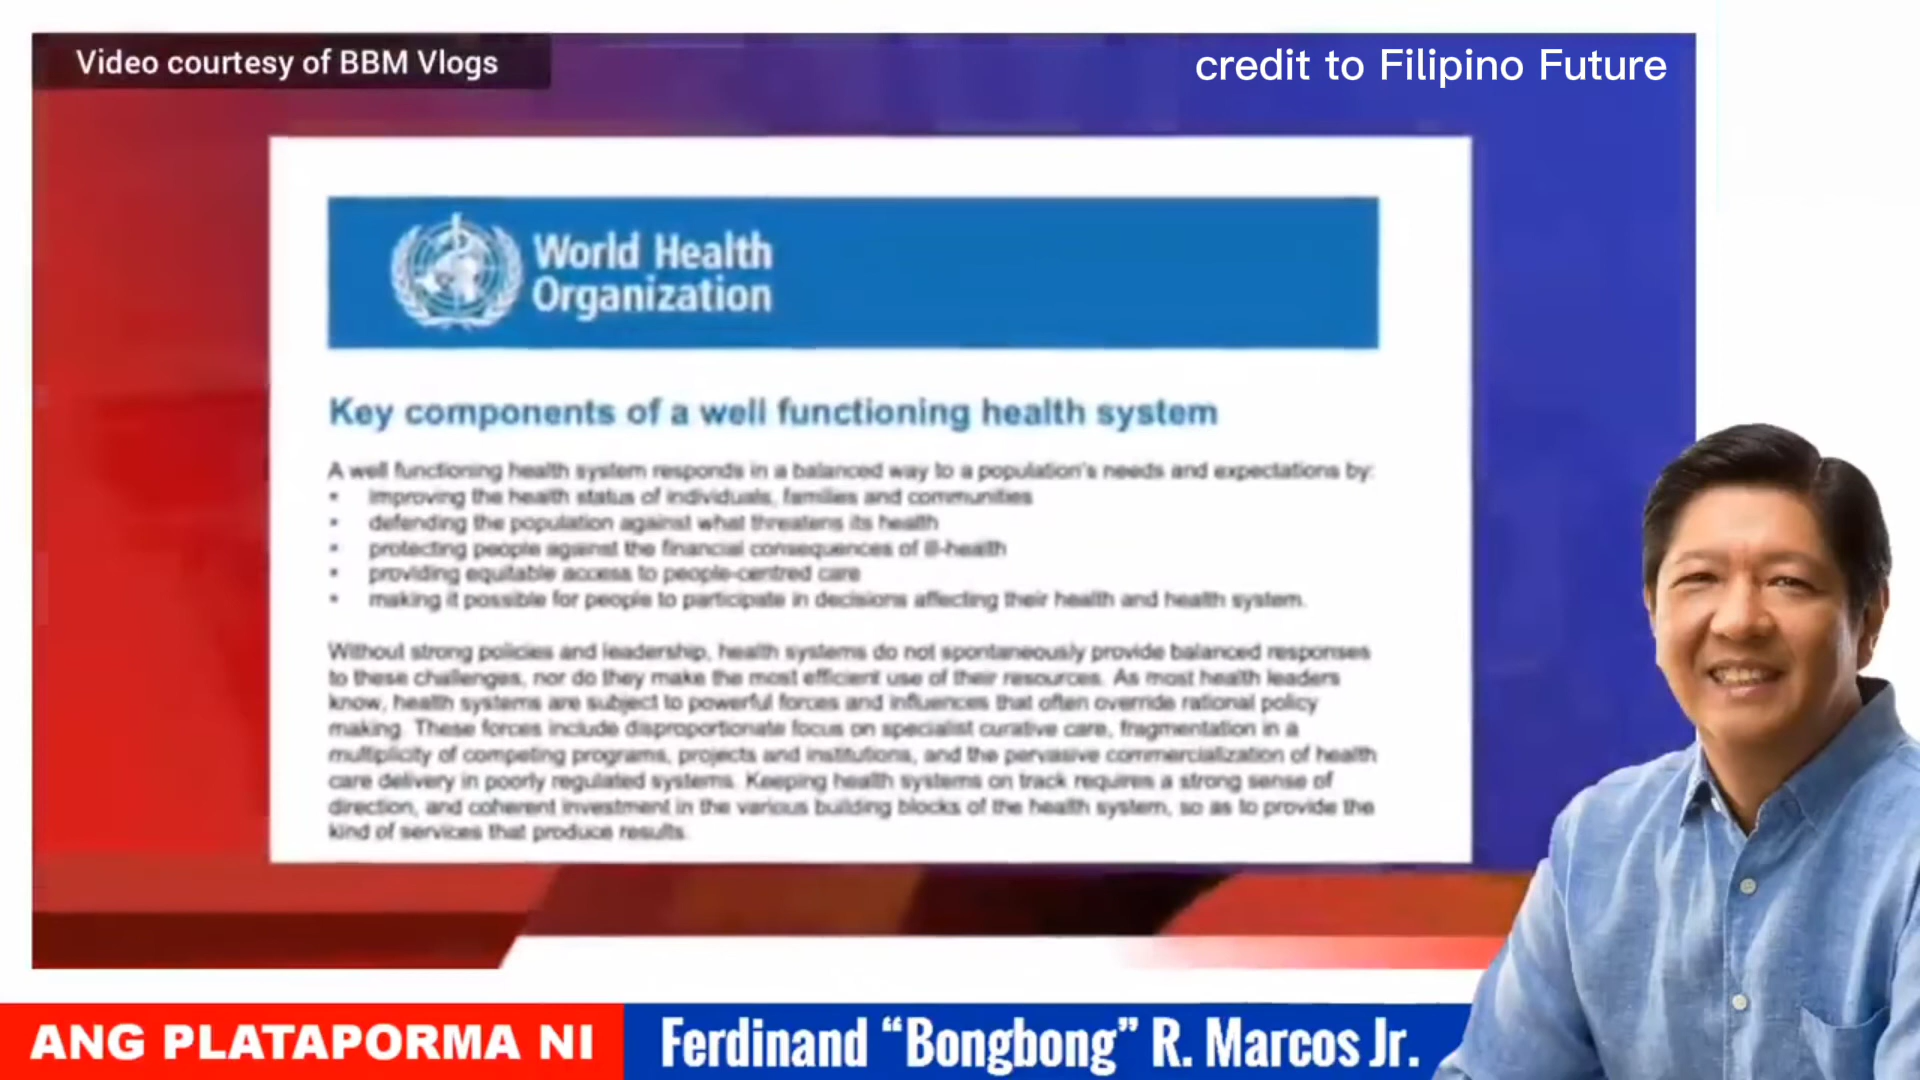 Video courtesy of BBM Vlogs
credit to Filipino Future
World Health
Organization
Key components of a well functioning health system
A well functioning health system responds in a balanced way to a population's needs and expectations by:
• improving the health status of individuals, families and communities
• defending the population against what threatens its health
• protecting people against the financial consequences of ill-health
• providing equitable access to people-centred care
• making it possible for people to participate in decisions affecting their health and health system.
Without strong policies and leadership, health systems do not spontaneously provide balanced responses
to these challenges, nor do they make the most efficient use of their resources. As most health leaders
know, health systems are subject to powerful forces and influences that often override rational policy
making. These forces include disproportionate focus on specialist curative care, fragmentation in a
multiplicity of competing programs, projects and institutions, and the pervasive commercialization of health
care delivery in poorly regulated systems. Keeping health systems on track requires a strong sense of
direction, and coherent investment in the various building blocks of the health system, so as to provide the
kind of services that produce results.
ANG PLATAPORMA NI
Ferdinand “Bongbong” R. Marcos Jr.